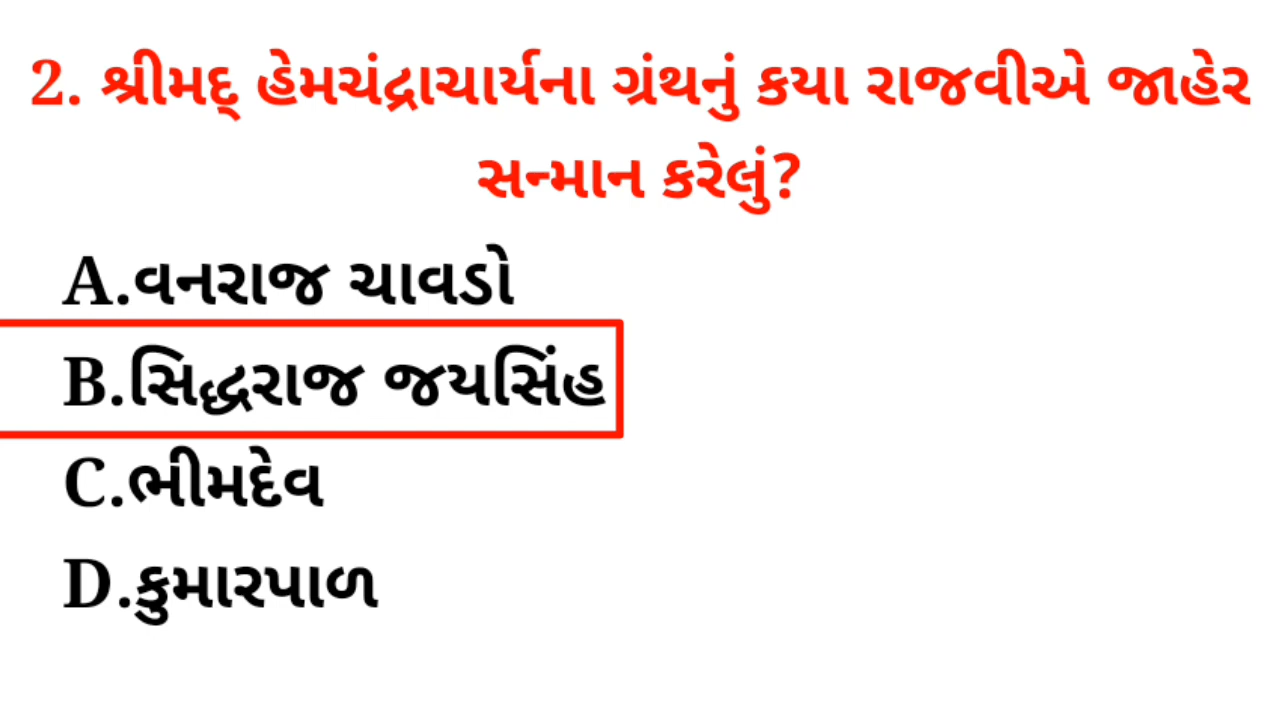 2. શ્રીમદ્ હેમચંદ્રાચાર્યના ગ્રંથનું કયા રાજવીએ જાહેર
સન્માન કરેલું?
A.વનરાજ ચાવડો
B.સિદ્ધરાજ જયસિંહ
C.ભીમદેવ
D.કુમારપાળ